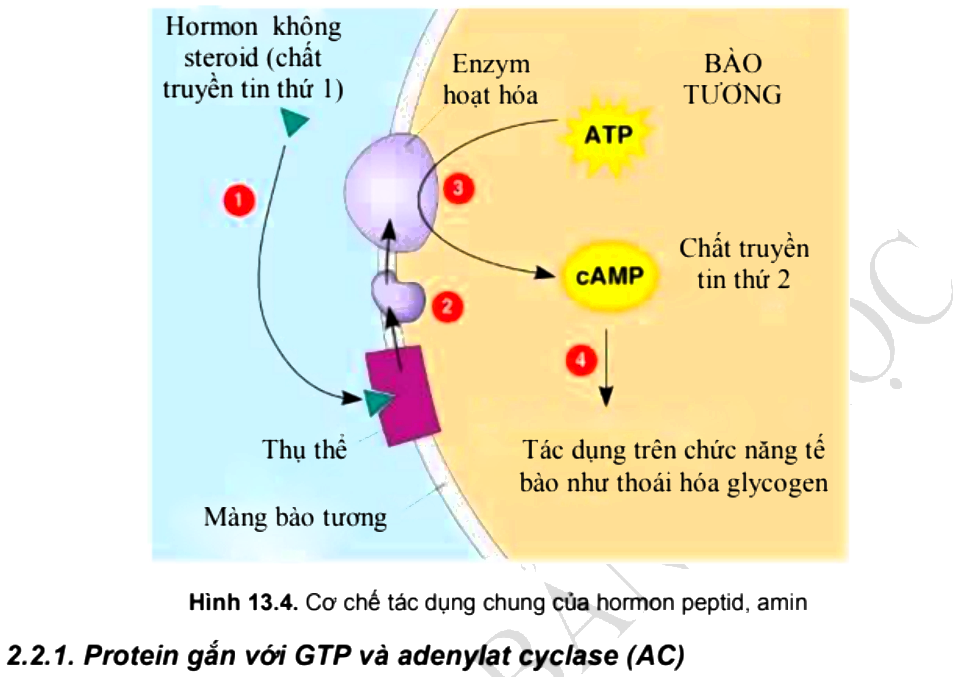 Hormon không
steroid (chất
truyền tin thứ 1)
Enzym
hoạt hóa
BÀO
TƯƠNG
ATP
1
3
cAMP
Chất truyền
tin thứ 2
2
4
Thụ thể
Tác dụng trên chức năng tế
bào như thoái hóa glycogen
Màng bào tương
Hình 13.4. Cơ chế tác dụng chung của hormon peptid, amin
2.2.1. Protein gắn với GTP và adenylat cyclase (AC)
BẢN
ỌC